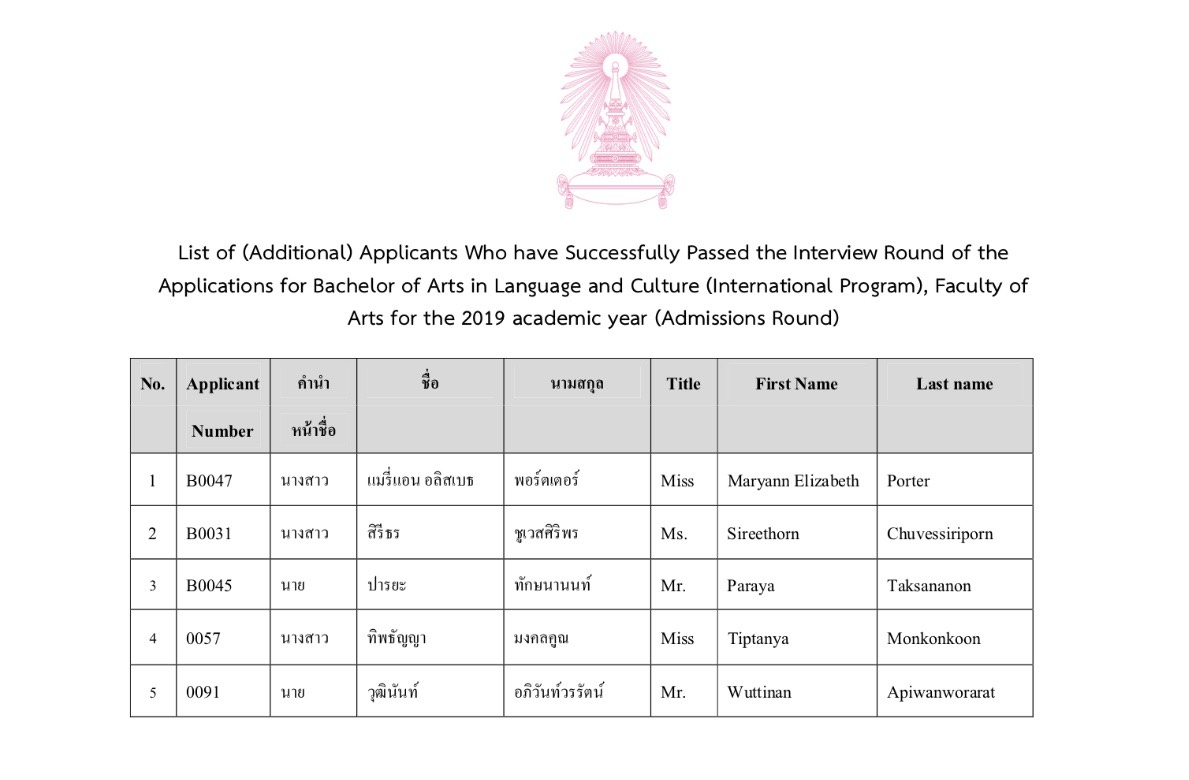 List of (Additional) Applicants Who have Successfully Passed the Interview Round of the
Applications for Bachelor of Arts in Language and Culture (International Program), Faculty of
Arts for the 2019 academic year (Admissions Round)
No. Applicant คำนำ ชื่อ นามสกุล Title First Name Last name
Number หน้าชื่อ
1 B0047 นางสาว แมรี่แอน อลิสเบธ พอร์ตเตอร์ Miss Maryann Elizabeth Porter
2 B0031 นางสาว สิรีธร ชูเวสศิริพร Ms. Sireethorn Chuvessiriporn
3 B0045 นาย ปารยะ ทักษนานนท์ Mr. Paraya Taksananon
4 0057 นางสาว ทิพธัญญา มงคลคูณ Miss Tiptanya Monkonkoon
5 0091 นาย วุฒินันท์ อภิวันท์วรรัตน์ Mr. Wuttinan Apiwanworarat